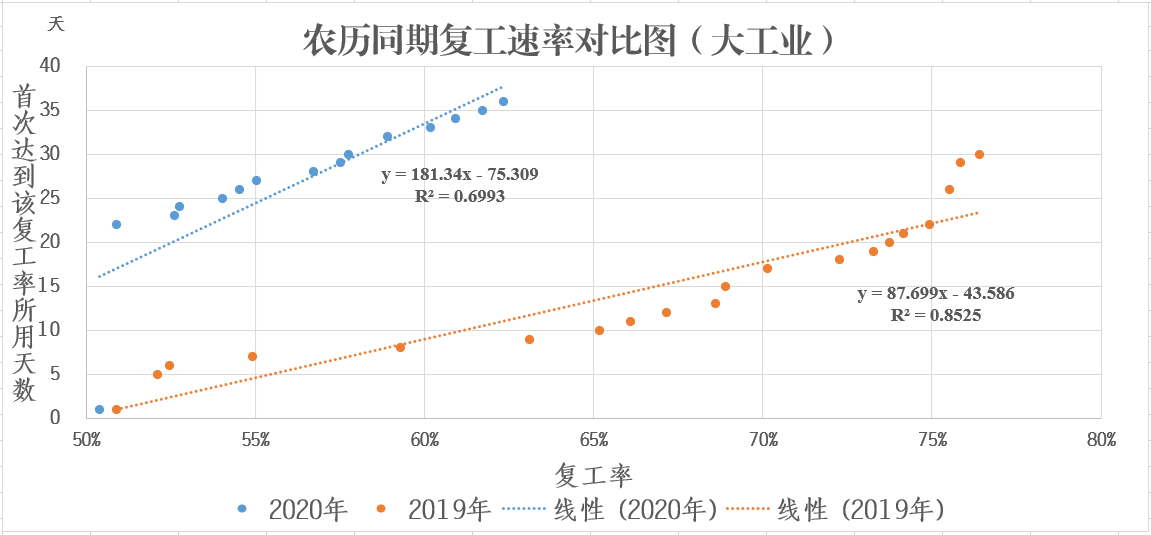 天
农历同期复工速率对比图（大工业）
首次达到该复工率所用天数
40
35
30
25
20
15
10
5
0
y = 181.34x - 75.309
R² = 0.6993
y = 87.699x - 43.586
R² = 0.8525
50% 55% 60% 65% 70% 75% 80%
复工率
2020年 2019年 线性 (2020年) 线性 (2019年)